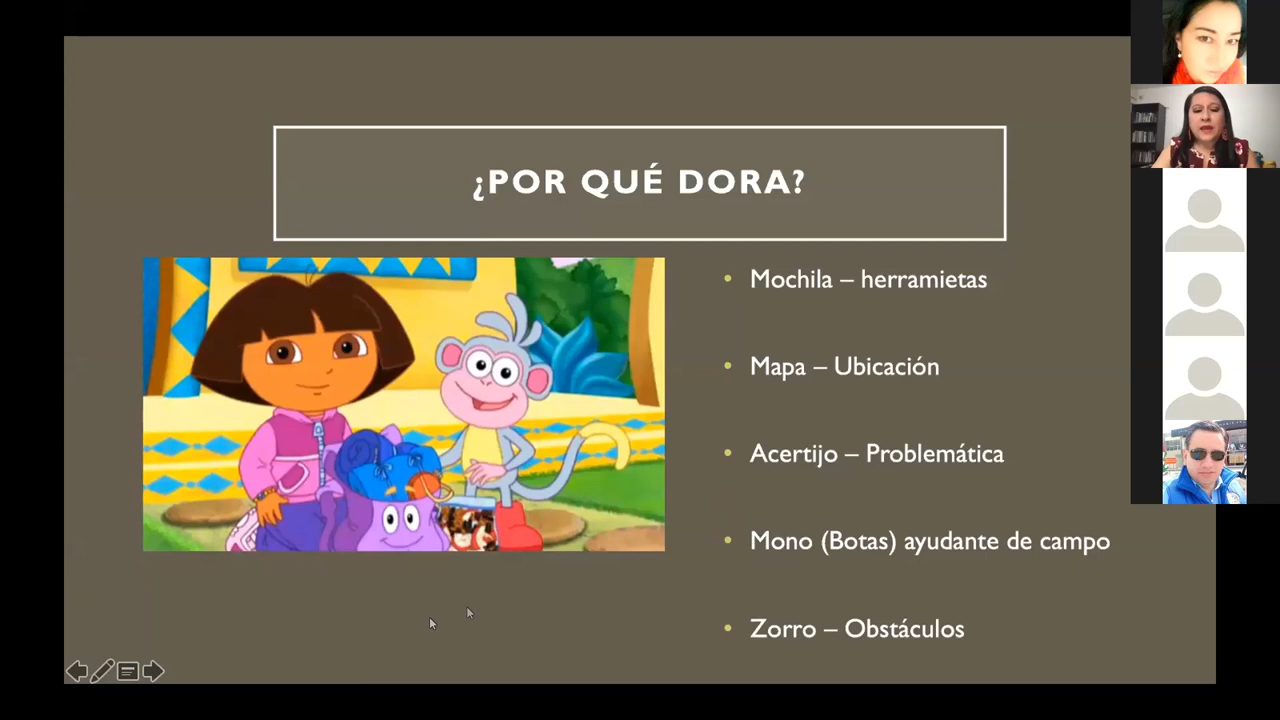 ¿POR QUÉ DORA?
• Mochila – herramietas
• Mapa – Ubicación
• Acertijo – Problemática
• Mono (Botas) ayudante de campo
• Zorro – Obstáculos